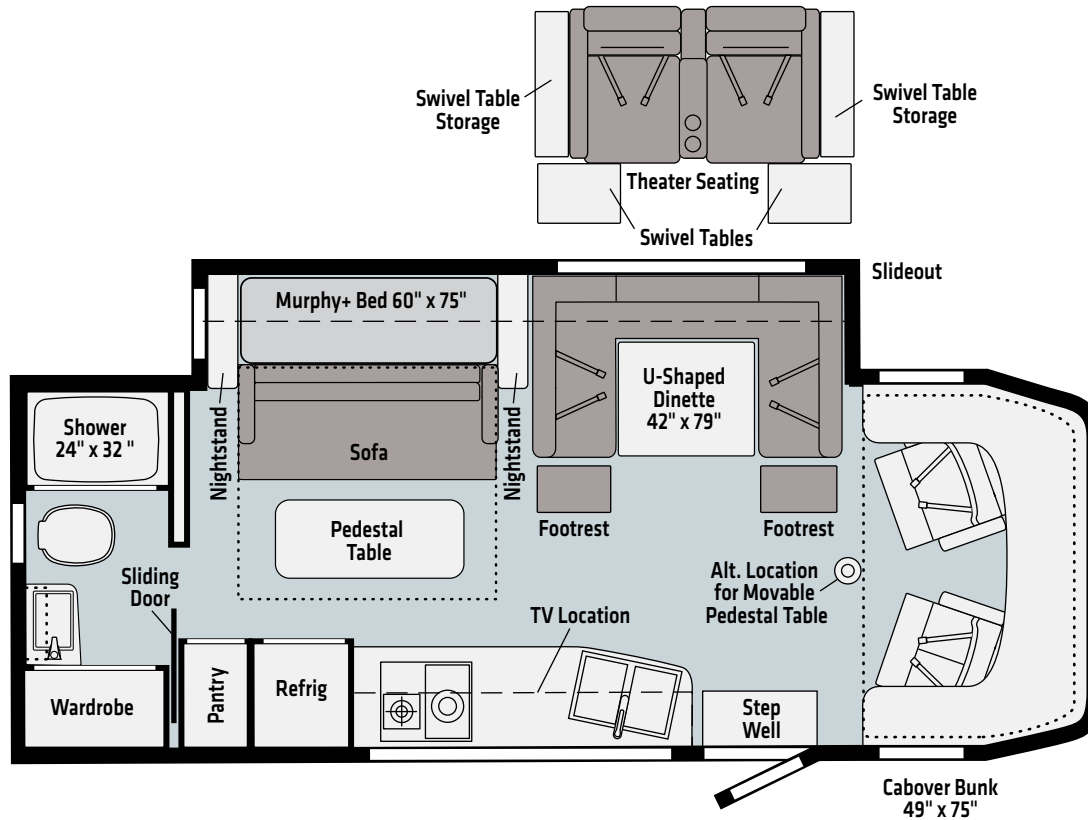 Swivel Table
Storage
Swivel Table
Storage
Theater Seating
Swivel Tables
Slideout
Murphy+ Bed 60" x 75"
U-Shaped
Dinette
42" x 79"
Shower
24" x 32 "
Nightstand
Sofa
Nightstand
Footrest
Footrest
Pedestal
Table
Sliding
Door
Alt. Location
for Movable
Pedestal Table
TV Location
Wardrobe
Pantry
Refrig
Step
Well
Cabover Bunk
49" x 75"